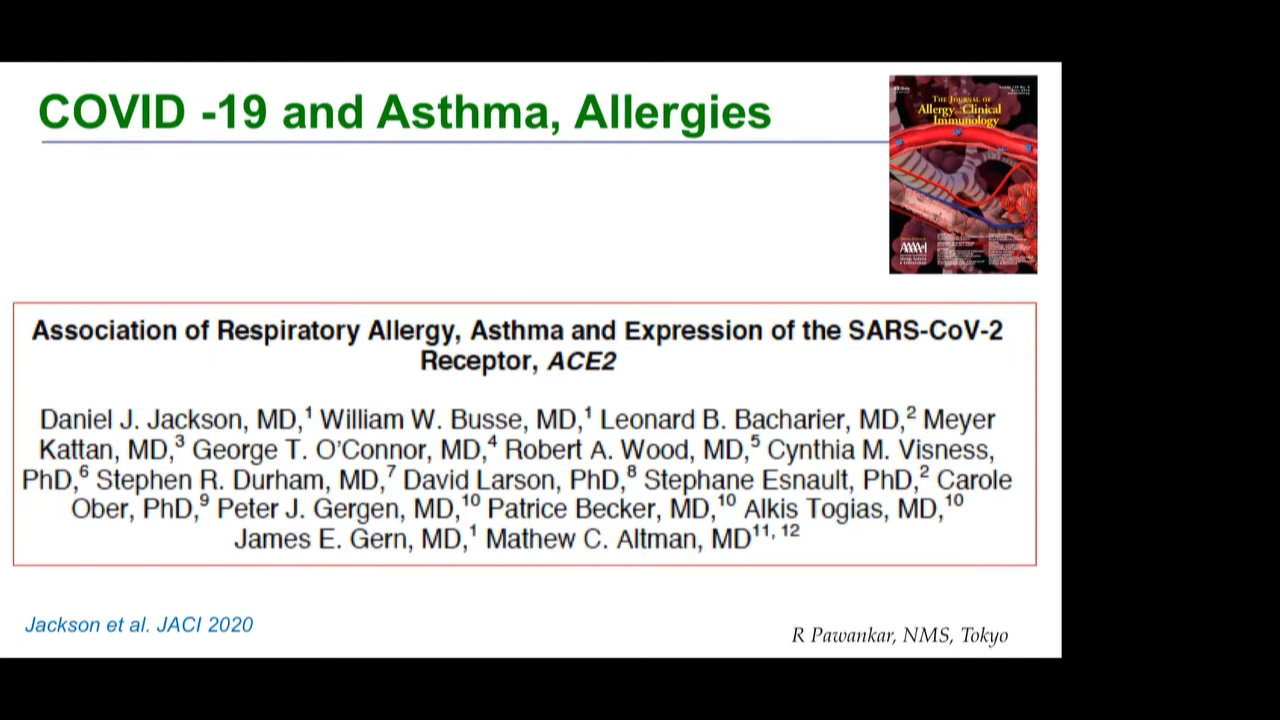 COVID -19 and Asthma, Allergies
THE JOURNAL OF
Allergy and Clinical
Immunology
Association of Respiratory Allergy, Asthma and Expression of the SARS-CoV-2
Receptor, ACE2
Daniel J. Jackson, MD,¹ William W. Busse, MD,¹ Leonard B. Bacharier, MD,² Meyer
Kattan, MD,³ George T. O’Connor, MD,⁴ Robert A. Wood, MD,⁵ Cynthia M. Visness,
PhD,⁶ Stephen R. Durham, MD,⁷ David Larson, PhD,⁸ Stephane Esnault, PhD,² Carole
Ober, PhD,⁹ Peter J. Gergen, MD,¹⁰ Patrice Becker, MD,¹⁰ Alkis Togias, MD,¹⁰
James E. Gern, MD,¹ Mathew C. Altman, MD¹¹, ¹²
Jackson et al. JACI 2020
R Pawankar, NMS, Tokyo